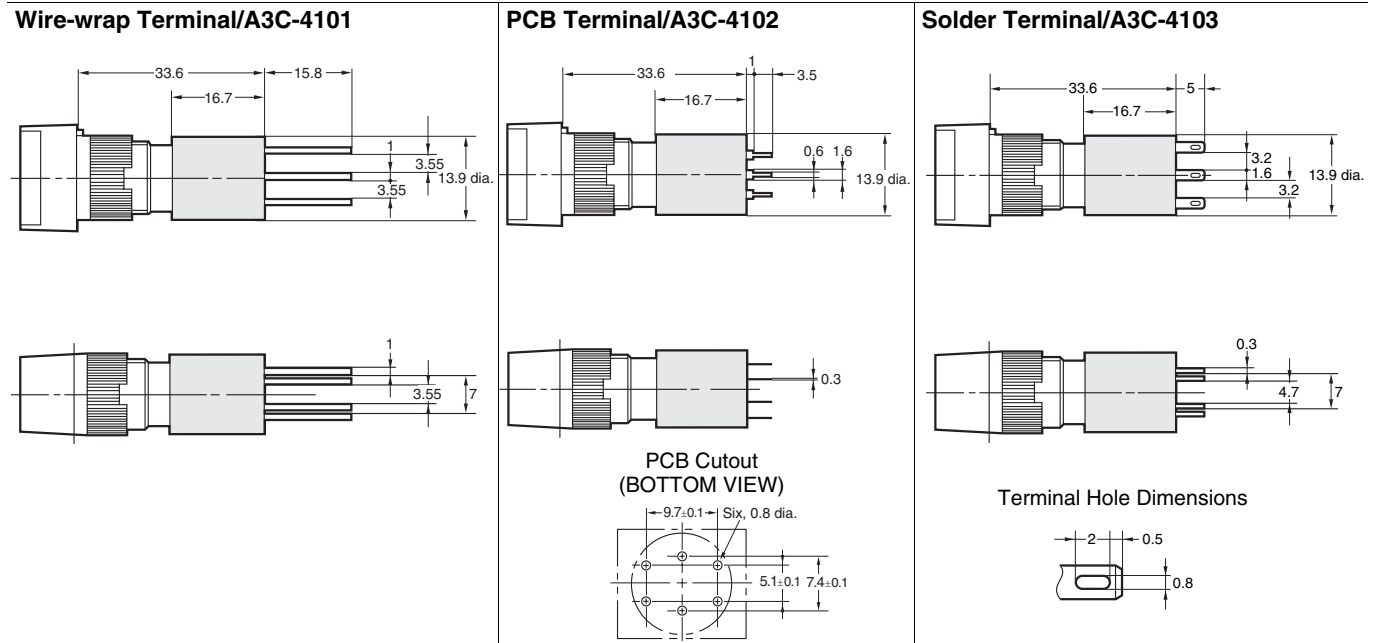 Wire-wrap Terminal/A3C-4101
33.6
15.8
16.7
1
3.55
13.9 dia.
3.55
1
3.55
7
PCB Terminal/A3C-4102
1
33.6
3.5
16.7
0.6 1.6
13.9 dia.
0.3
PCB Cutout
(BOTTOM VIEW)
9.7±0.1
Six, 0.8 dia.
5.1±0.1 7.4±0.1
Solder Terminal/A3C-4103
33.6
5
16.7
3.2
1.6
13.9 dia.
3.2
0.3
4.7
7
Terminal Hole Dimensions
2
0.5
0.8